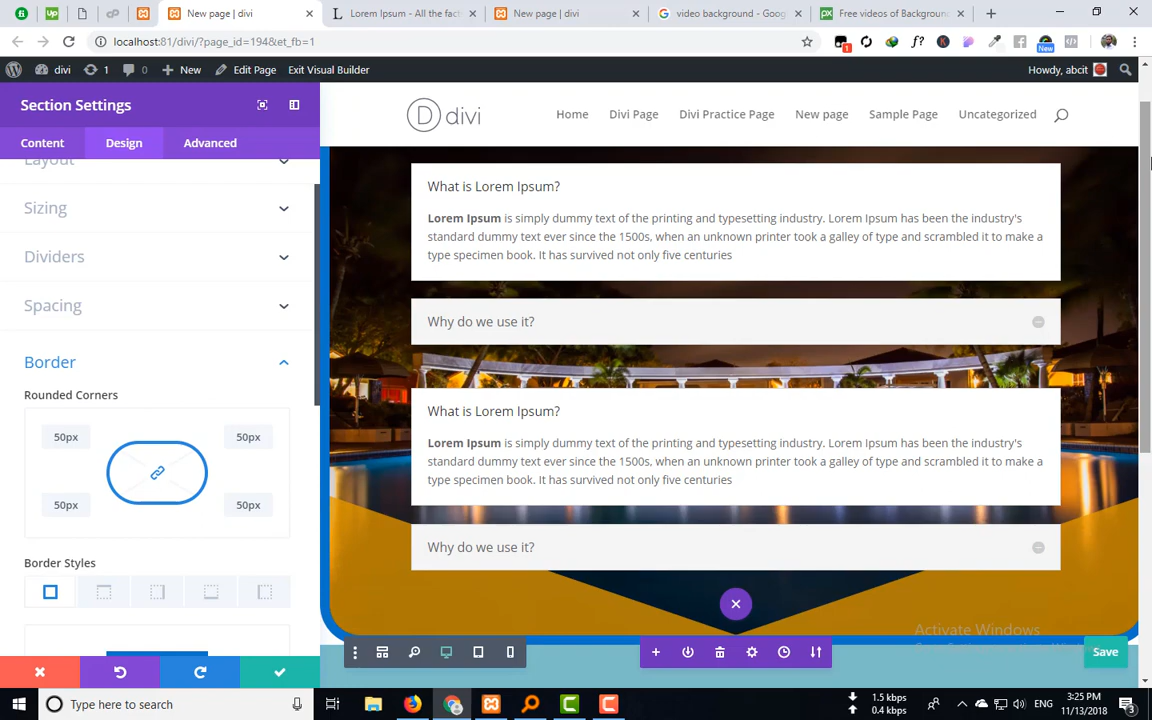 New page | divi
Lorem Ipsum - All the fact
New page | divi
video background - Goog
Free videos of Background
localhost:81/divi/?page_id=194&et_fb=1
1
New
divi
1
0
New
Edit Page
Exit Visual Builder
Howdy, abcit
Section Settings
Content
Design
Advanced
Layout
Sizing
Dividers
Spacing
Border
Rounded Corners
50px
50px
50px
50px
Border Styles
D divi
Home
Divi Page
Divi Practice Page
New page
Sample Page
Uncategorized
What is Lorem Ipsum?
Lorem Ipsum is simply dummy text of the printing and typesetting industry. Lorem Ipsum has been the industry's
standard dummy text ever since the 1500s, when an unknown printer took a galley of type and scrambled it to make a
type specimen book. It has survived not only five centuries
Why do we use it?
What is Lorem Ipsum?
Lorem Ipsum is simply dummy text of the printing and typesetting industry. Lorem Ipsum has been the industry's
standard dummy text ever since the 1500s, when an unknown printer took a galley of type and scrambled it to make a
type specimen book. It has survived not only five centuries
Why do we use it?
Activate Windows
Save
Type here to search
1.5 kbps
0.4 kbps
ENG
3:25 PM
11/13/2018
3